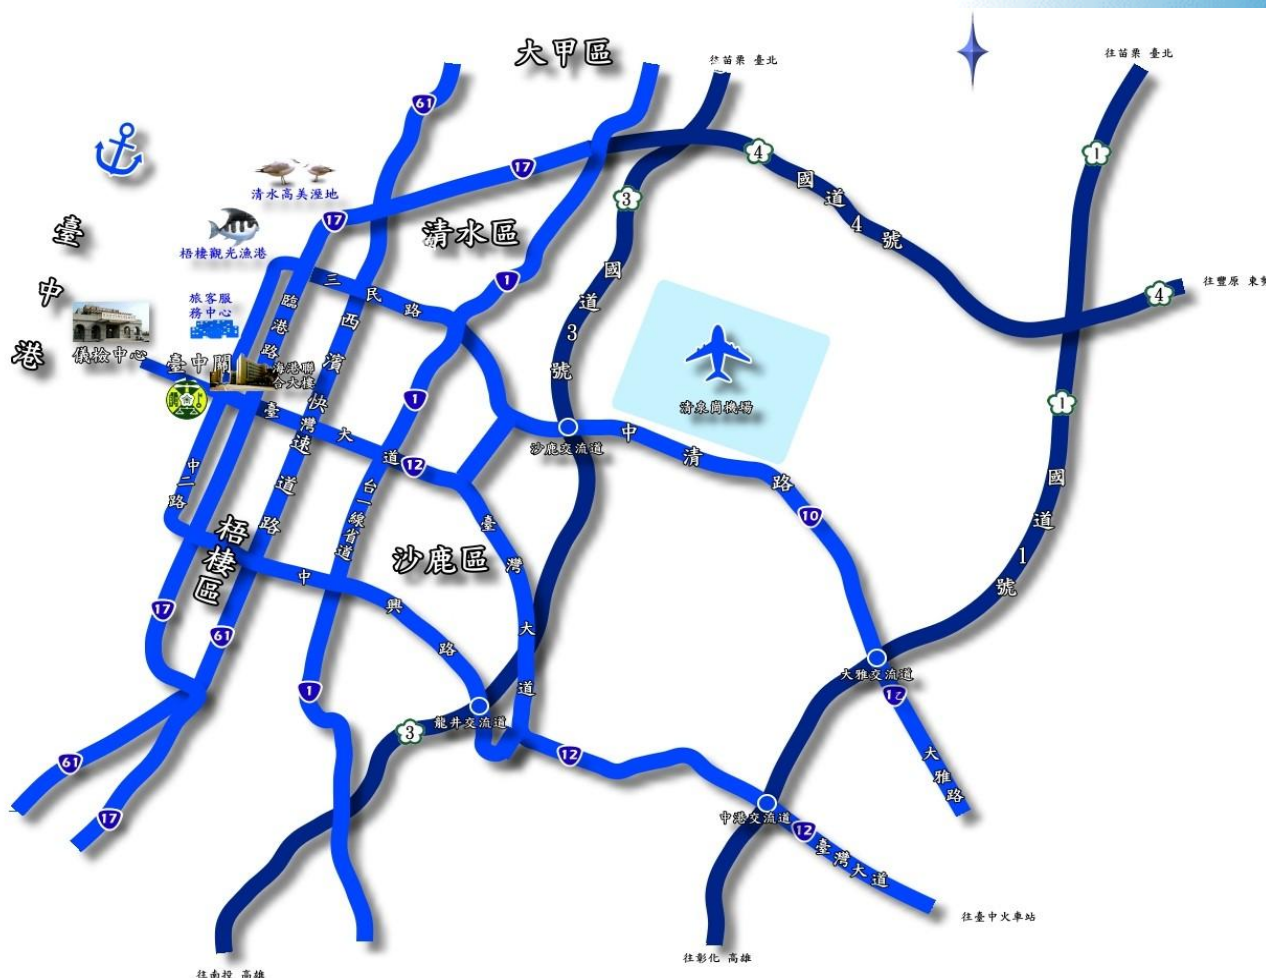 大甲區
往苗栗 臺北
往苗栗 臺北
61
17
4
1
國道4號
3
清水高美溼地
17
清水區
梧棲觀光漁港
臺中港
1
國道3號
三民路
4
往豐原 東勢
旅客服
務中心
臨港路
西濱快速道路
儀檢中心
臺中關
海港聯
合大樓
清泉崗機場
1
1
臺灣大道
12
沙鹿交流道
中清路
中二路
台一線省道
10
國道1號
梧棲區
沙鹿區
臺灣大道
中興路
17
61
1
大雅交流道
龍井交流道
3
12
61
17
大雅路
中港交流道
12
臺灣大道
往臺中火車站
往彰化 高雄
往南投 高雄